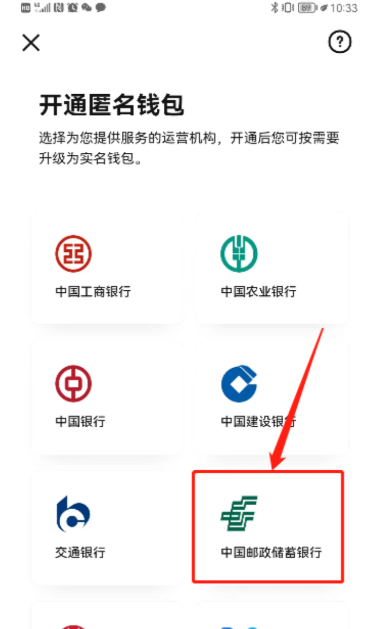 10:33
开通匿名钱包
选择为您提供服务的运营机构，开通后您可按需要
升级为实名钱包。
中国工商银行
中国农业银行
中国银行
中国建设银行
交通银行
中国邮政储蓄银行